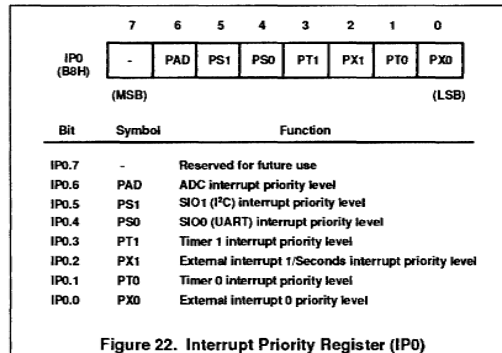 7 6 5 4 3 2 1 0
IP0 (B8H) - PAD PS1 PS0 PT1 PX1 PT0 PX0
(MSB) (LSB)
Bit Symbol Function
IP0.7 - Reserved for future use
IP0.6 PAD ADC interrupt priority level
IP0.5 PS1 SIO1 (I²C) interrupt priority level
IP0.4 PS0 SIO0 (UART) interrupt priority level
IP0.3 PT1 Timer 1 interrupt priority level
IP0.2 PX1 External interrupt 1/Seconds interrupt priority level
IP0.1 PT0 Timer 0 interrupt priority level
IP0.0 PX0 External interrupt 0 priority level
Figure 22. Interrupt Priority Register (IP0)